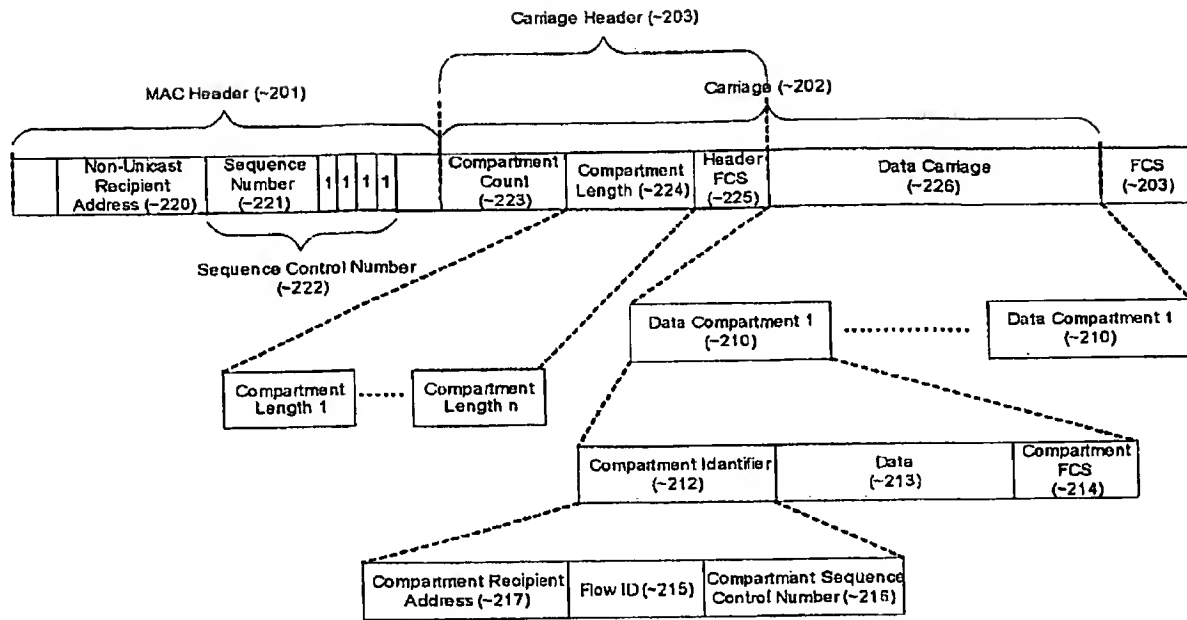 Carriage Header (~203)
MAC Header (~201)
Carriage (~202)
Non-Unicast
Recipient
Address (~220)
Sequence
Number
(~221)
1 1 1 1
Compartment
Count
(~223)
Compartment
Length (~224)
Header
FCS
(~225)
Data Carriage
(~226)
FCS
(~203)
Sequence Control Number
(~222)
Data Compartment 1
(~210)
Data Compartment 1
(~210)
Compartment
Length 1
Compartment
Length n
Compartment Identifier
(~212)
Data
(~213)
Compartment
FCS
(~214)
Compartment Recipient
Address (~217)
Flow ID (~215)
Compartmant Sequence
Control Number (~216)